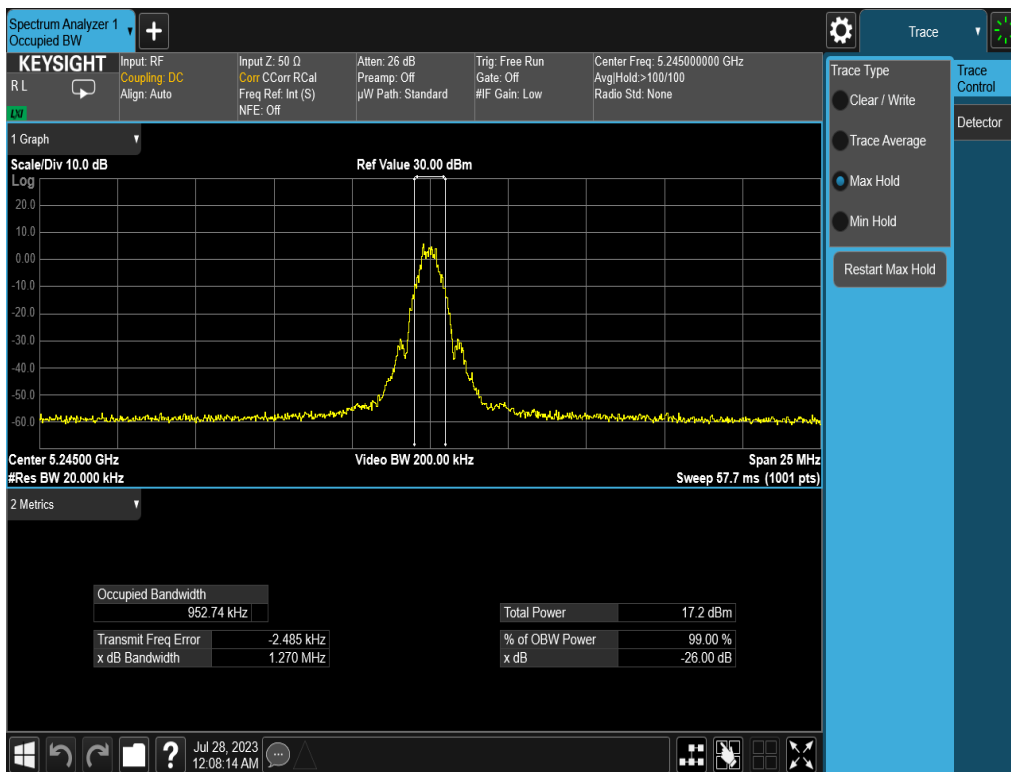 Spectrum Analyzer 1
Occupied BW
Trace
KEYSIGHT
R L
LXI
Input: RF
Coupling: DC
Align: Auto
Input Z: 50 Ω
Corr CCorr RCal
Freq Ref: Int (S)
NFE: Off
Atten: 26 dB
Preamp: Off
µW Path: Standard
Trig: Free Run
Gate: Off
#IF Gain: Low
Center Freq: 5.245000000 GHz
Avg|Hold:>100/100
Radio Std: None
Trace Type
Clear / Write
Trace Average
Max Hold
Min Hold
Restart Max Hold
Trace
Control
Detector
1 Graph
Scale/Div 10.0 dB
Ref Value 30.00 dBm
Log
20.0
10.0
0.00
-10.0
-20.0
-30.0
-40.0
-50.0
-60.0
Center 5.24500 GHz
Video BW 200.00 kHz
Span 25 MHz
#Res BW 20.000 kHz
Sweep 57.7 ms (1001 pts)
2 Metrics
Occupied Bandwidth
952.74 kHz
Total Power 17.2 dBm
Transmit Freq Error -2.485 kHz
% of OBW Power 99.00 %
x dB Bandwidth 1.270 MHz
x dB -26.00 dB
?
Jul 28, 2023
12:08:14 AM